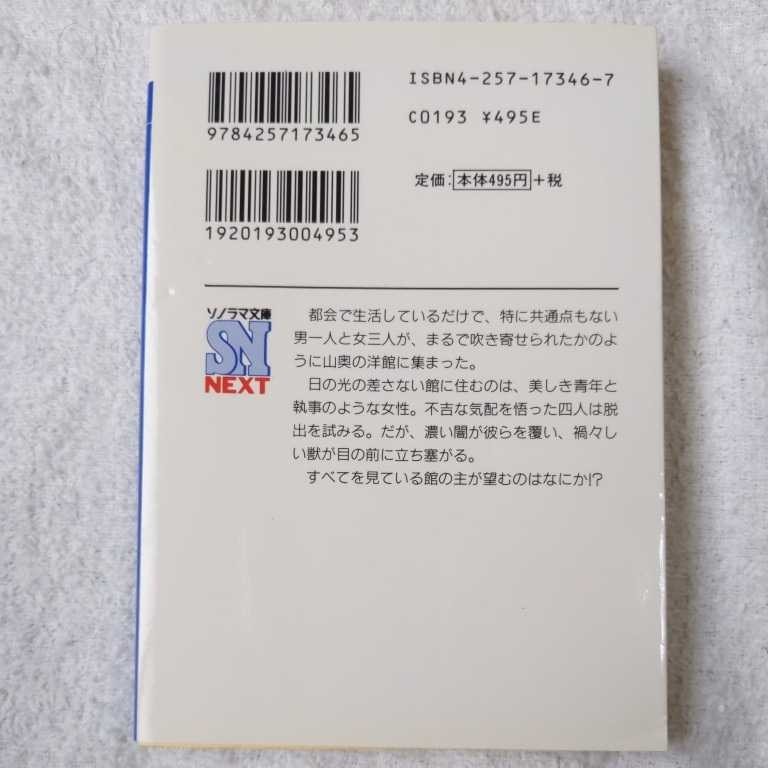 ISBN4-257-17346-7
9784257173465
C0193 ¥495E
定価:本体495円+税
1920193004953
ソノラマ文庫
SN
NEXT
都会で生活しているだけで、特に共通点もない
男一人と女三人が、まるで吹き寄せられたかのよ
うに山奥の洋館に集まった。
日の光の差さない館に住むのは、美しき青年と
執事のような女性。不吉な気配を悟った四人は脱
出を試みる。だが、濃い闇が彼らを覆い、禍々し
い獣が目の前に立ち塞がる。
すべてを見ている館の主が望むのはなにか!?